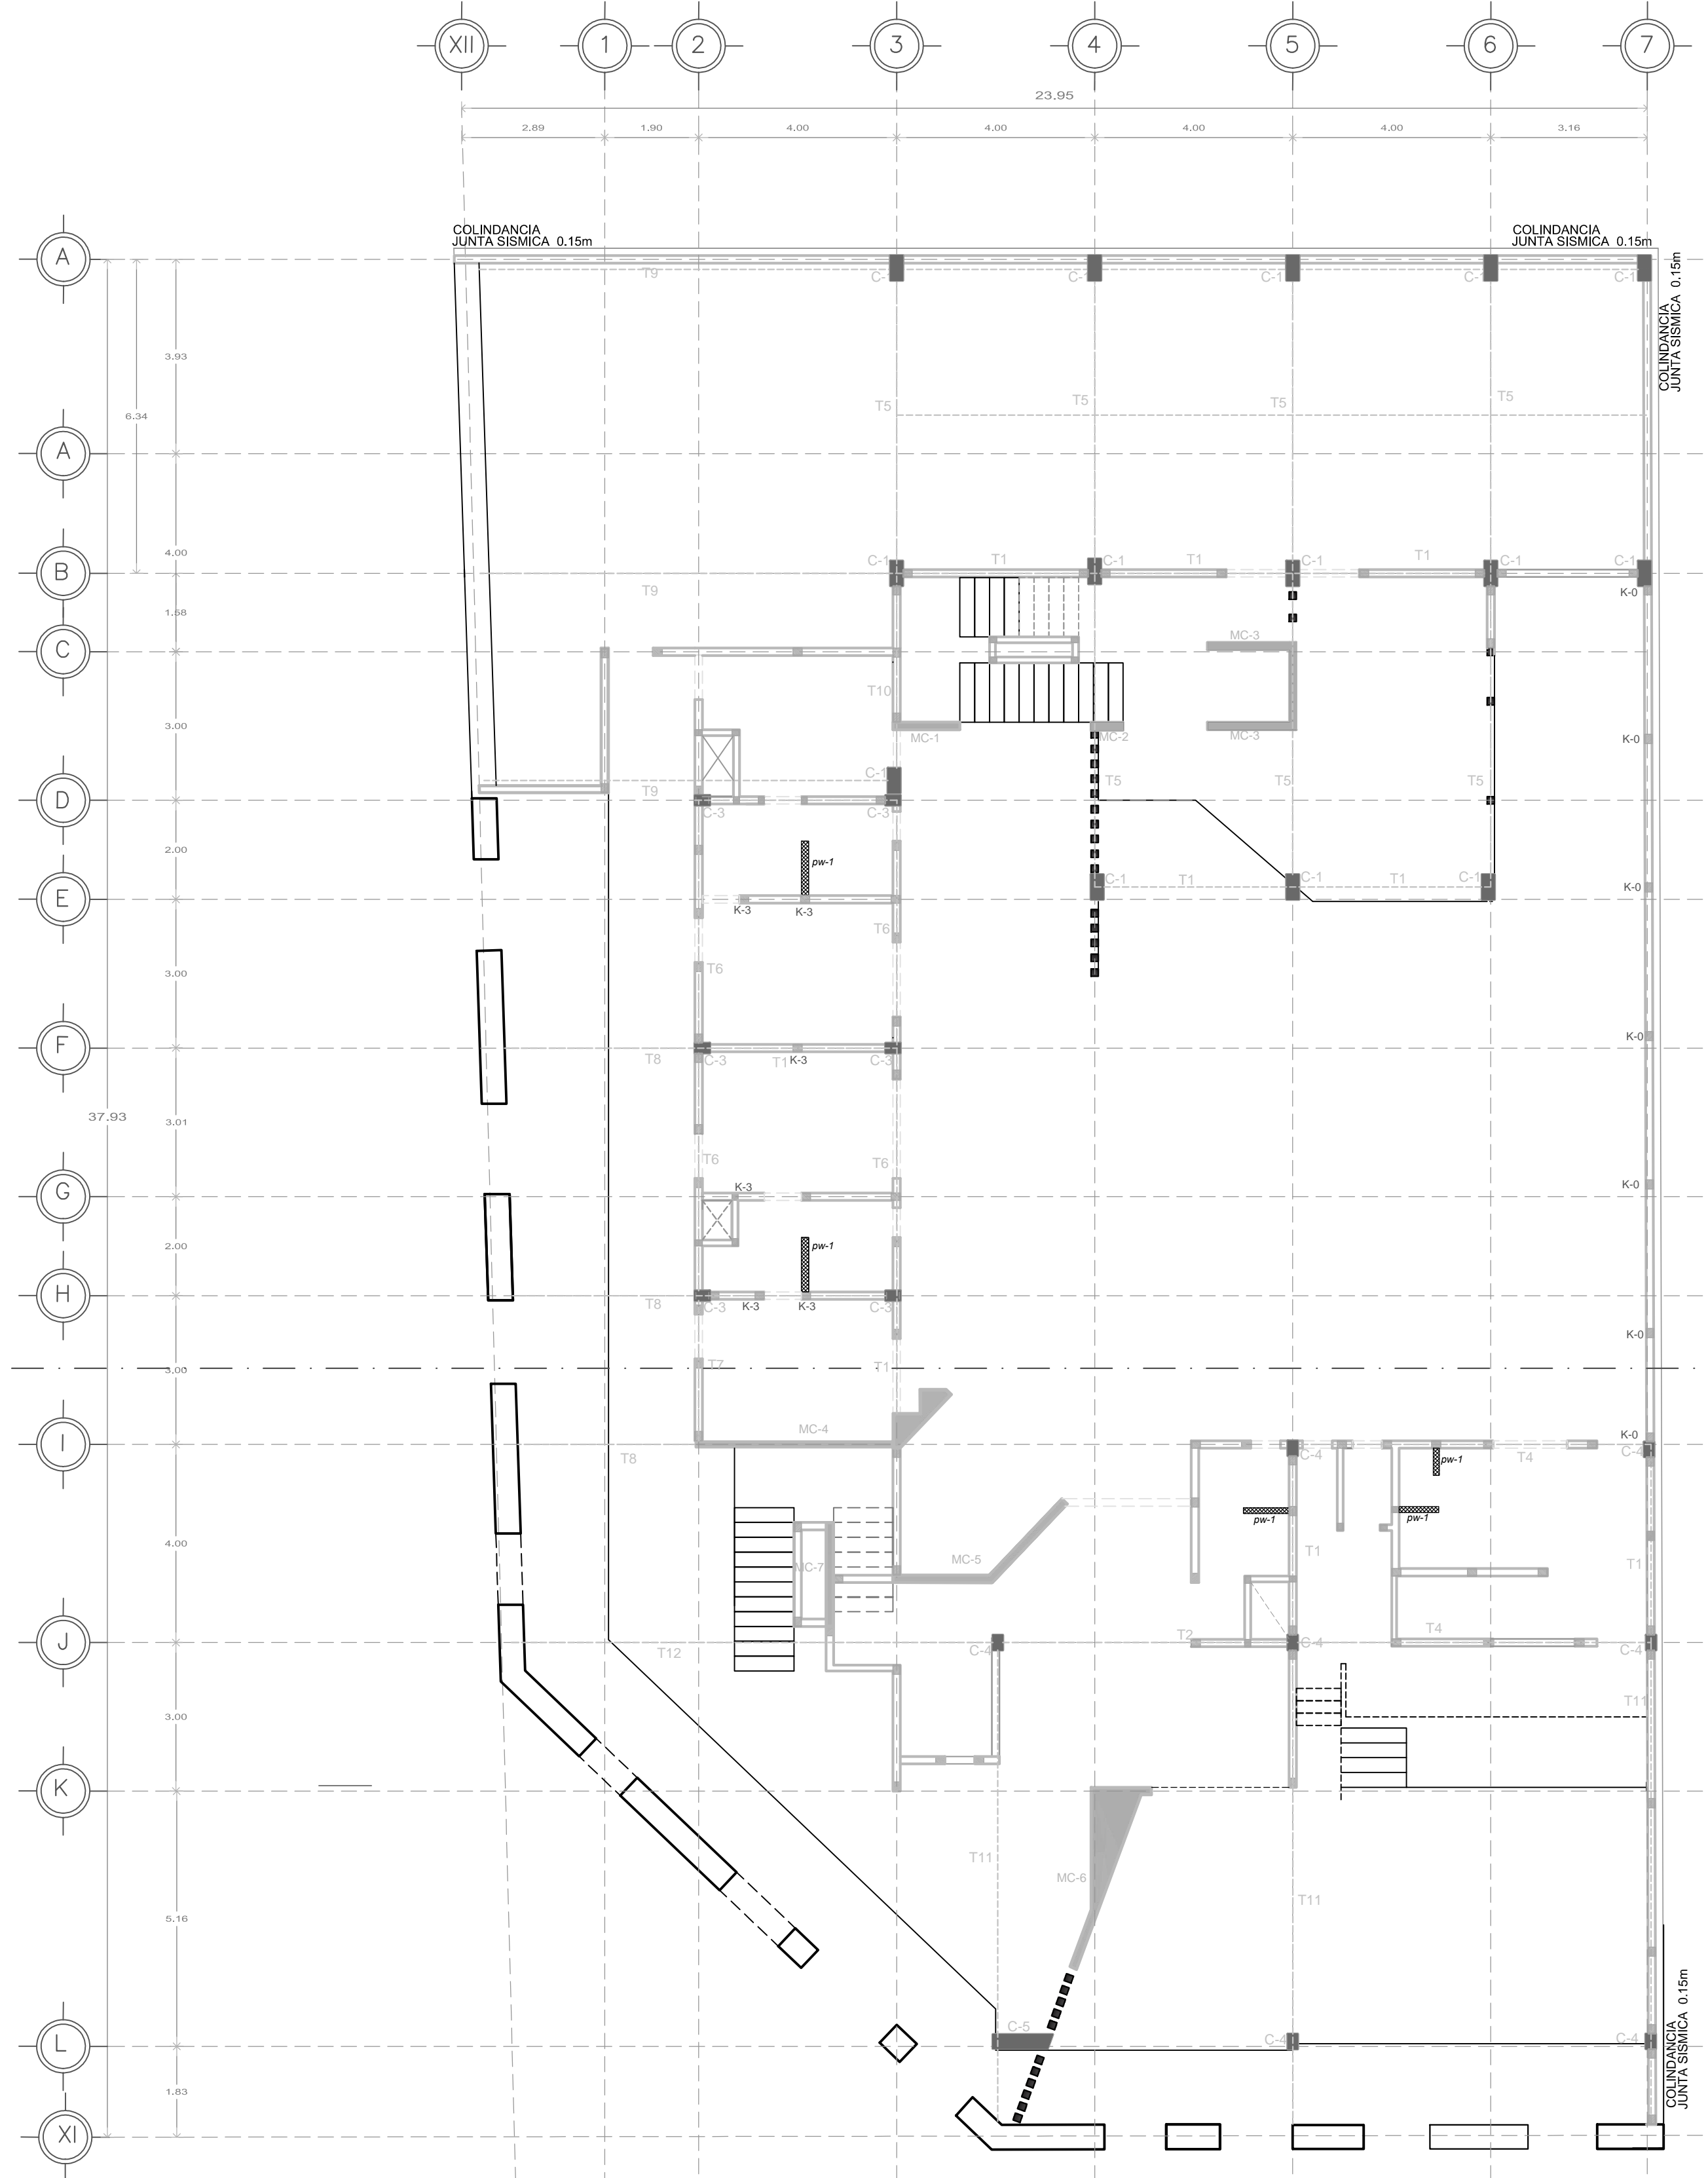 XII 1 2 3 4 5 6 7
23.95
2.89 1.90 4.00 4.00 4.00 4.00 3.16
COLINDANCIA
JUNTA SISMICA 0.15m
COLINDANCIA
JUNTA SISMICA 0.15m
COLINDANCIA
JUNTA SISMICA 0.15m
A
T9 C- C-1 C-1 C-1 C-1
3.93
6.34
T5 T5 T5 T5
A
4.00
C-1 T1 C-1 T1 C-1 T1 C-1 C-1
B
T9 K-0
1.58
MC-3
C
T10
3.00
MC-1 MC-2 MC-3 K-0
C-1 T5 T5 T5
T9
D
C-3 C-3
2.00
pw-1
C-1 T1 C-1 T1 C-1 K-0
E
K-3 K-3
T6
3.00
T6
K-0
F
T8 C-3 T1 K-3 C-3
37.93
3.01
T6 T6
K-3 K-0
G
2.00
pw-1
H
T8 C-3 K-3 K-3 C-3
K-0
3.00
T7 T1
MC-4 K-0
I
T8 C-4 T4 C-4
pw-1
pw-1 pw-1
4.00
MC-7 MC-5 T1 T1
T2 T4
J
T12 C-4 C-4 C-4
T11
3.00
K
T11 MC-6 T11
5.16
COLINDANCIA
JUNTA SISMICA 0.15m
C-5 C-4 C-4
L
1.83
XI